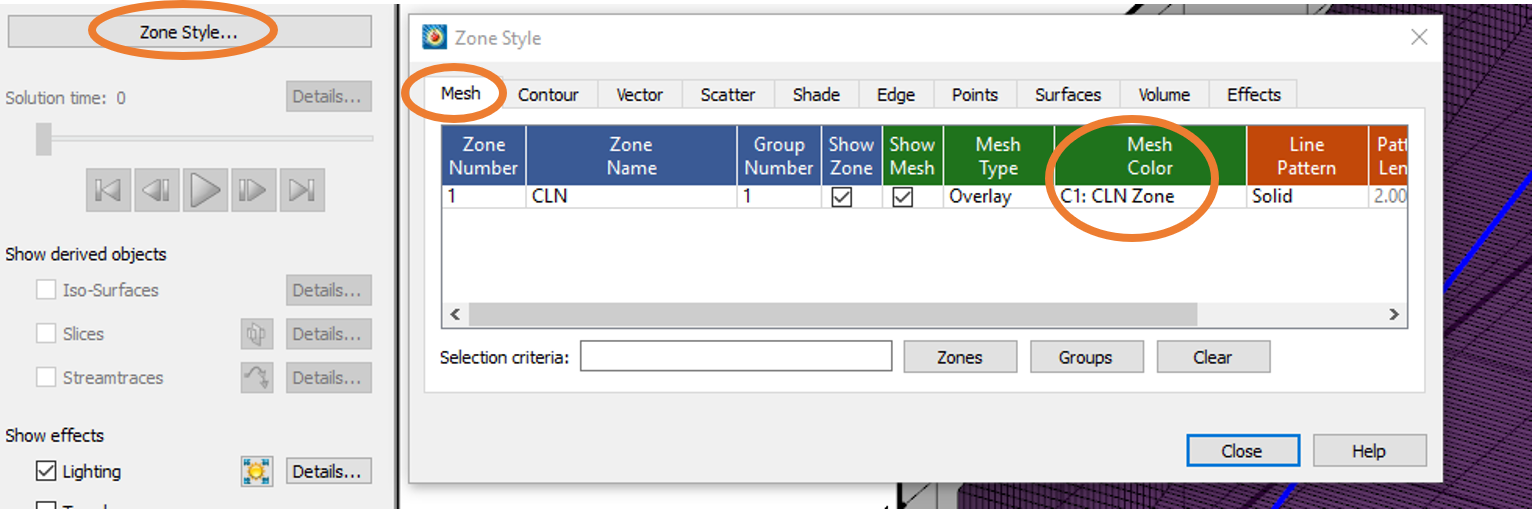 Zone Style...
Solution time: 0
Details...
Show derived objects
Iso-Surfaces
Details...
Slices
Details...
Streamtraces
Details...
Show effects
Lighting
Details...
Zone Style
Mesh
Contour
Vector
Scatter
Shade
Edge
Points
Surfaces
Volume
Effects
Zone
Number
Zone
Name
Group
Number
Show
Zone
Show
Mesh
Mesh
Type
Mesh
Color
Line
Pattern
Patt
Len
1
CLN
1
Overlay
C1: CLN Zone
Solid
2.00
Selection criteria:
Zones
Groups
Clear
Close
Help